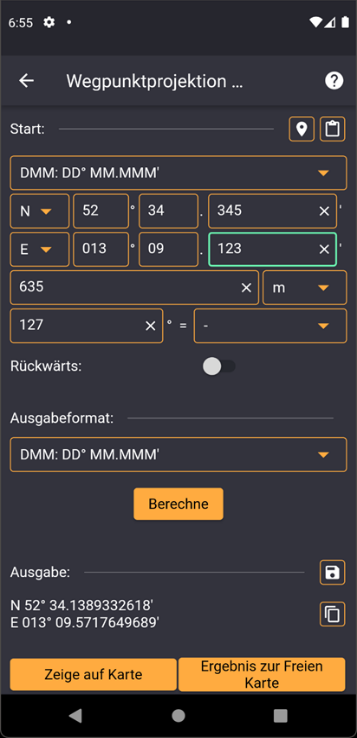 6:55
Wegpunktprojektion ...
Start:
DMM: DD° MM.MMM'
N 52 ° 34 . 345 '
E 013 ° 09 . 123 '
635 m
127 ° = -
Rückwärts:
Ausgabeformat:
DMM: DD° MM.MMM'
Berechne
Ausgabe:
N 52° 34.1389332618'
E 013° 09.5717649689'
Zeige auf Karte
Ergebnis zur Freien
Karte